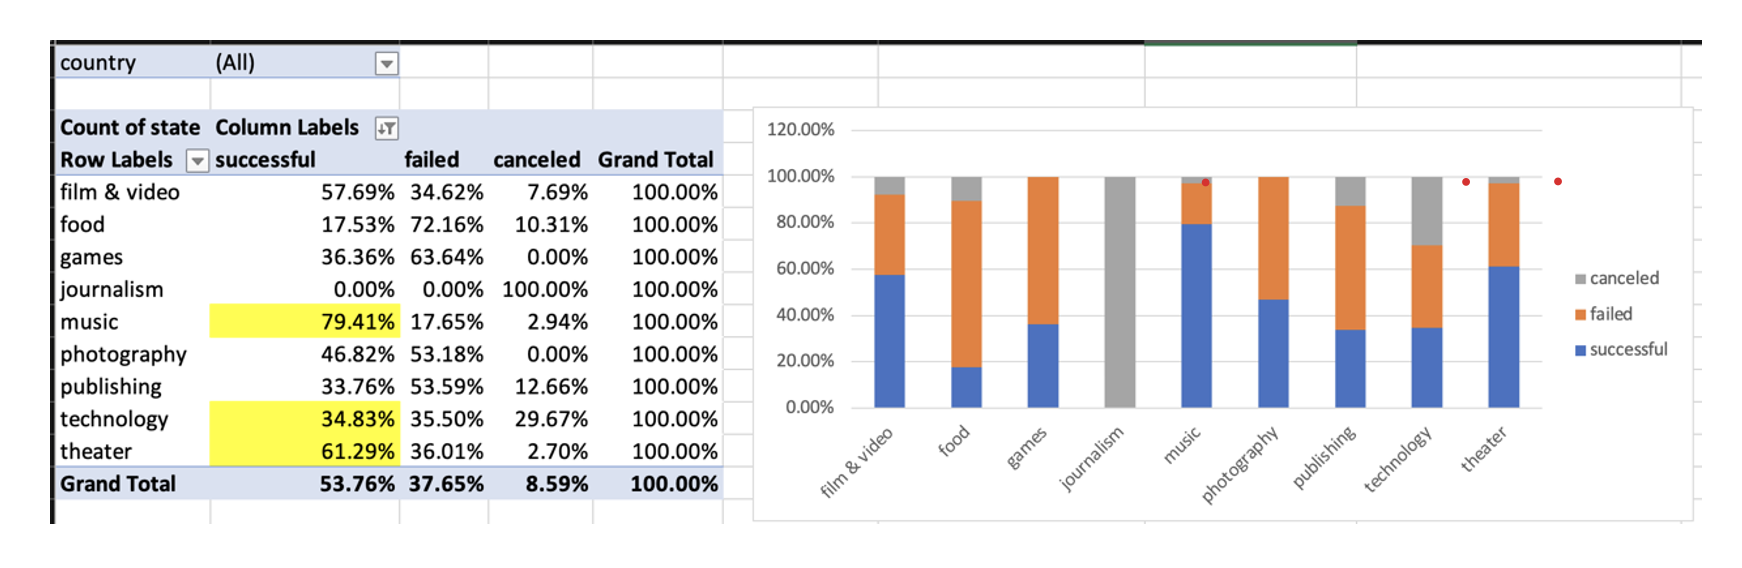 country (All)
Count of state Column Labels
Row Labels successful failed canceled Grand Total
film & video 57.69% 34.62% 7.69% 100.00%
food 17.53% 72.16% 10.31% 100.00%
games 36.36% 63.64% 0.00% 100.00%
journalism 0.00% 0.00% 100.00% 100.00%
music 79.41% 17.65% 2.94% 100.00%
photography 46.82% 53.18% 0.00% 100.00%
publishing 33.76% 53.59% 12.66% 100.00%
technology 34.83% 35.50% 29.67% 100.00%
theater 61.29% 36.01% 2.70% 100.00%
Grand Total 53.76% 37.65% 8.59% 100.00%
120.00%
100.00%
80.00%
60.00%
40.00%
20.00%
0.00%
film & video
food
games
journalism
music
photography
publishing
technology
theater
canceled
failed
successful